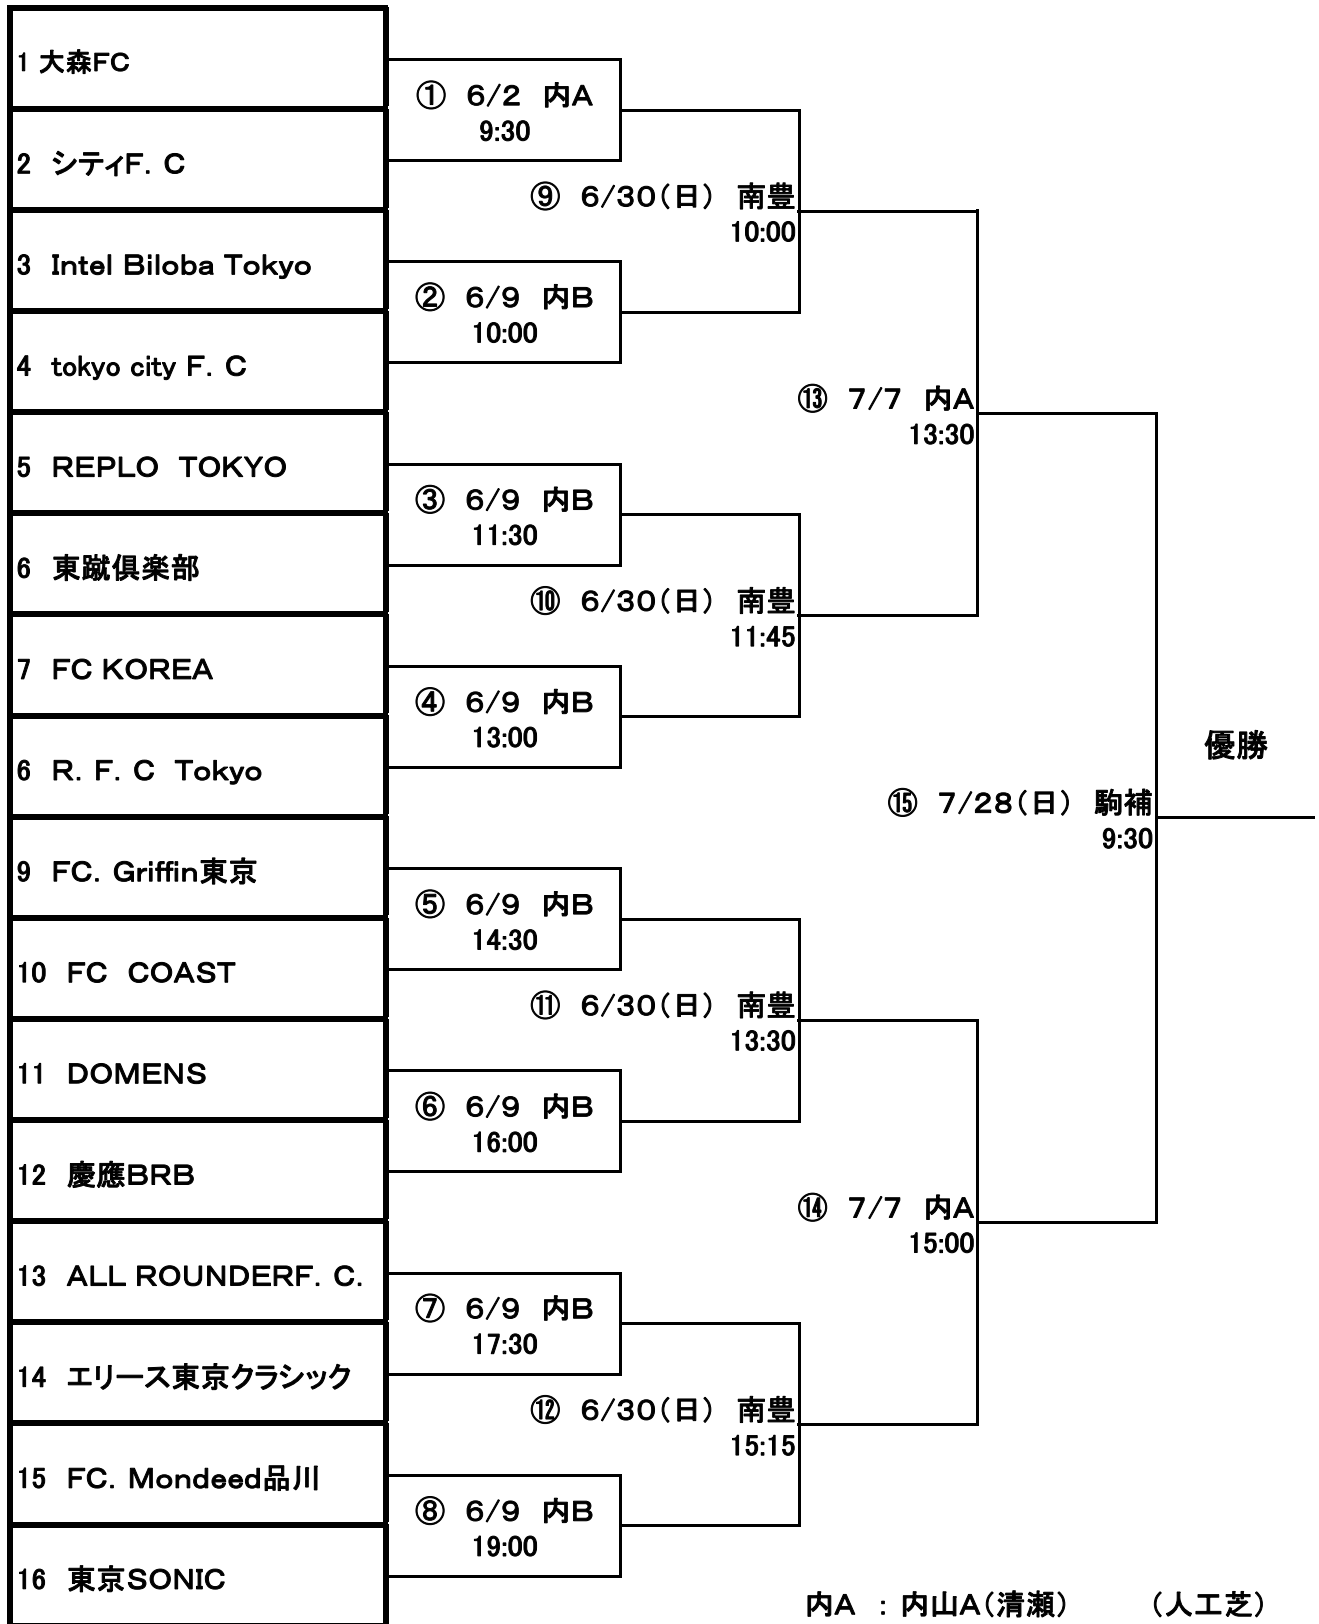 1 大森FC
① 6/2 内A
9:30
2 シティF. C
⑨ 6/30(日) 南豊
10:00
3 Intel Biloba Tokyo
② 6/9 内B
10:00
4 tokyo city F. C
⑬ 7/7 内A
13:30
5 REPLO TOKYO
③ 6/9 内B
11:30
6 東蹴倶楽部
⑩ 6/30(日) 南豊
11:45
7 FC KOREA
④ 6/9 内B
13:00
6 R. F. C Tokyo
優勝
⑮ 7/28(日) 駒補
9:30
9 FC. Griffin東京
⑤ 6/9 内B
14:30
10 FC COAST
⑪ 6/30(日) 南豊
13:30
11 DOMENS
⑥ 6/9 内B
16:00
12 慶應BRB
⑭ 7/7 内A
15:00
13 ALL ROUNDERF. C.
⑦ 6/9 内B
17:30
14 エリース東京クラシック
⑫ 6/30(日) 南豊
15:15
15 FC. Mondeed品川
⑧ 6/9 内B
19:00
16 東京SONIC
内A : 内山A(清瀬) (人工芝)